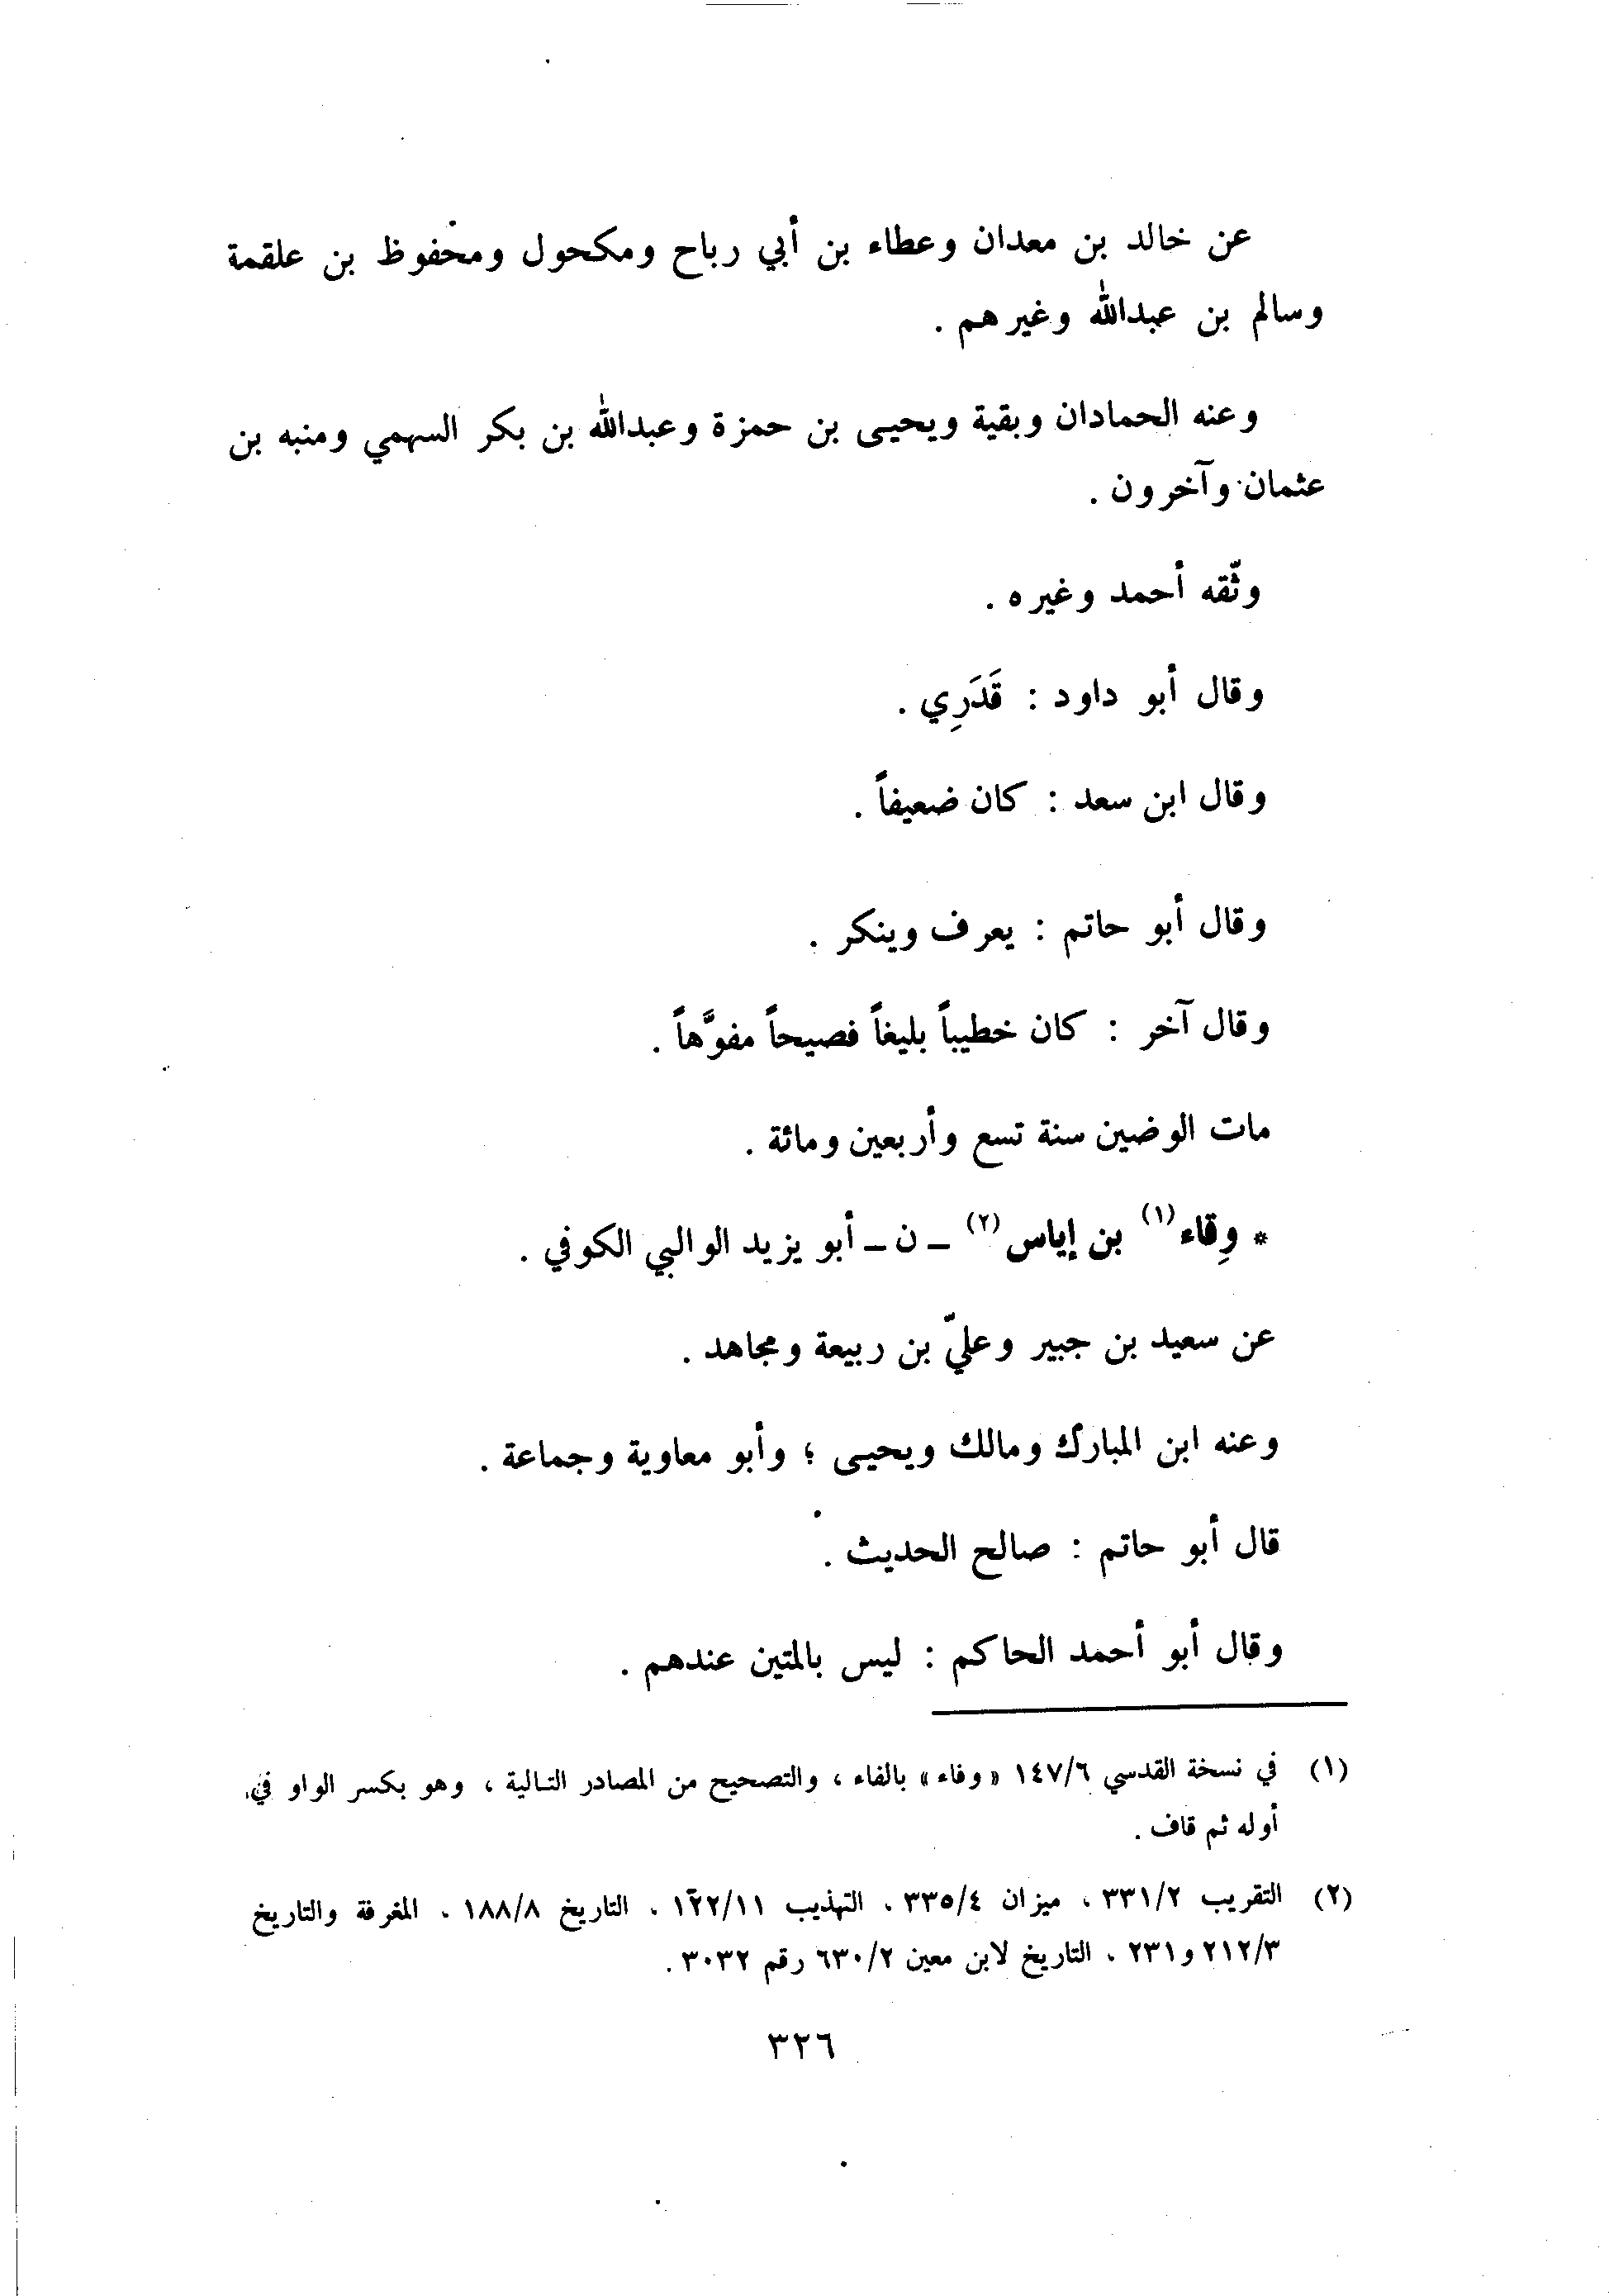 عن خالد بن معدان وعطاء بن أبي رباح ومكحول ومحفوظ بن علقمة
وسالم بن عبدالله وغيرهم .
وعنه الحمادان وبقية ويحيى بن حمزة وعبدالله بن بكر السهمي ومنبه بن
عثمان وآخرون .
وثّقه أحمد وغيره .
وقال أبو داود : قَدَرِي .
وقال ابن سعد : كان ضعيفاً .
وقال أبو حاتم : يعرف وينكر .
وقال آخر : كان خطيباً بليغاً فصيحاً مفوَّهاً .
مات الوضين سنة تسع وأربعين ومائة .
* وِقاء(١) بن إياس(٢) ـ ن ـ أبو يزيد الوالبي الكوفي .
عن سعيد بن جبير وعليّ بن ربيعة ومجاهد .
وعنه ابن المبارك ومالك ويحيى ؛ وأبو معاوية وجماعة .
قال أبو حاتم : صالح الحديث .
وقال أبو أحمد الحاكم : ليس بالمتين عندهم .
(١) في نسخة القدسي ١٤٧/٦ «وفاء» بالفاء ، والتصحيح من المصادر التالية ، وهو بكسر الواو في
أوله ثم قاف .
(٢) التقريب ٣٣١/٢ ، ميزان ٣٣٥/٤ ، التهذيب ١٢٢/١١ ، التاريخ ١٨٨/٨ ، المغرفة والتاريخ
٢١٢/٣ و٢٣١ ، التاريخ لابن معين ٦٣٠/٢ رقم ٣٠٣٢ .
٣٢٦